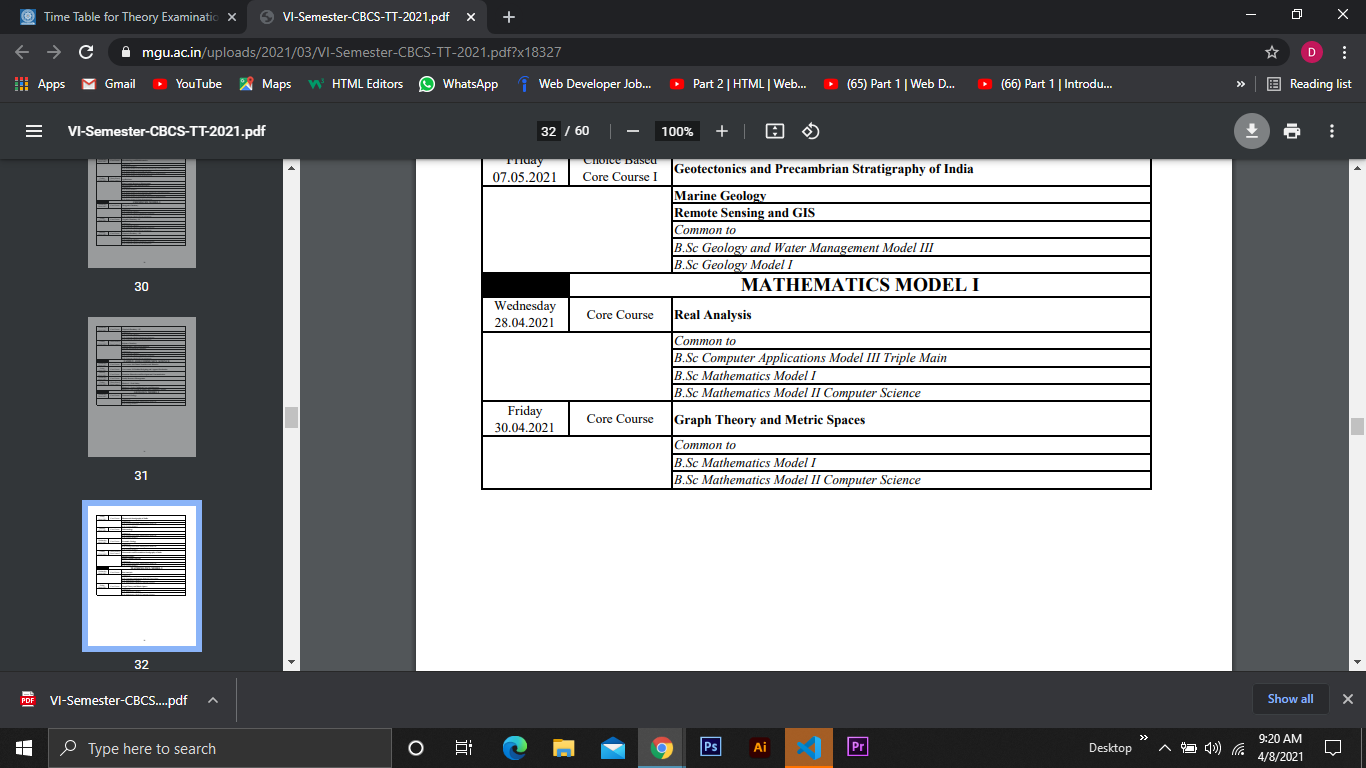 Time Table for Theory Examinatio
VI-Semester-CBCS-TT-2021.pdf
mgu.ac.in/uploads/2021/03/VI-Semester-CBCS-TT-2021.pdf?x18327
D
Apps
Gmail
YouTube
Maps
HTML Editors
WhatsApp
Web Developer Job...
Part 2 | HTML | Web...
(65) Part 1 | Web D...
(66) Part 1 | Introdu...
»
Reading list
VI-Semester-CBCS-TT-2021.pdf
32 / 60
100%
30
31
32
Friday
07.05.2021
Choice Based
Core Course I
Geotectonics and Precambrian Stratigraphy of India
Marine Geology
Remote Sensing and GIS
Common to
B.Sc Geology and Water Management Model III
B.Sc Geology Model I
MATHEMATICS MODEL I
Wednesday
28.04.2021
Core Course
Real Analysis
Common to
B.Sc Computer Applications Model III Triple Main
B.Sc Mathematics Model I
B.Sc Mathematics Model II Computer Science
Friday
30.04.2021
Core Course
Graph Theory and Metric Spaces
Common to
B.Sc Mathematics Model I
B.Sc Mathematics Model II Computer Science
PDF
VI-Semester-CBCS....pdf
Show all
Type here to search
Ps
Ai
Pr
Desktop
»
9:20 AM
4/8/2021